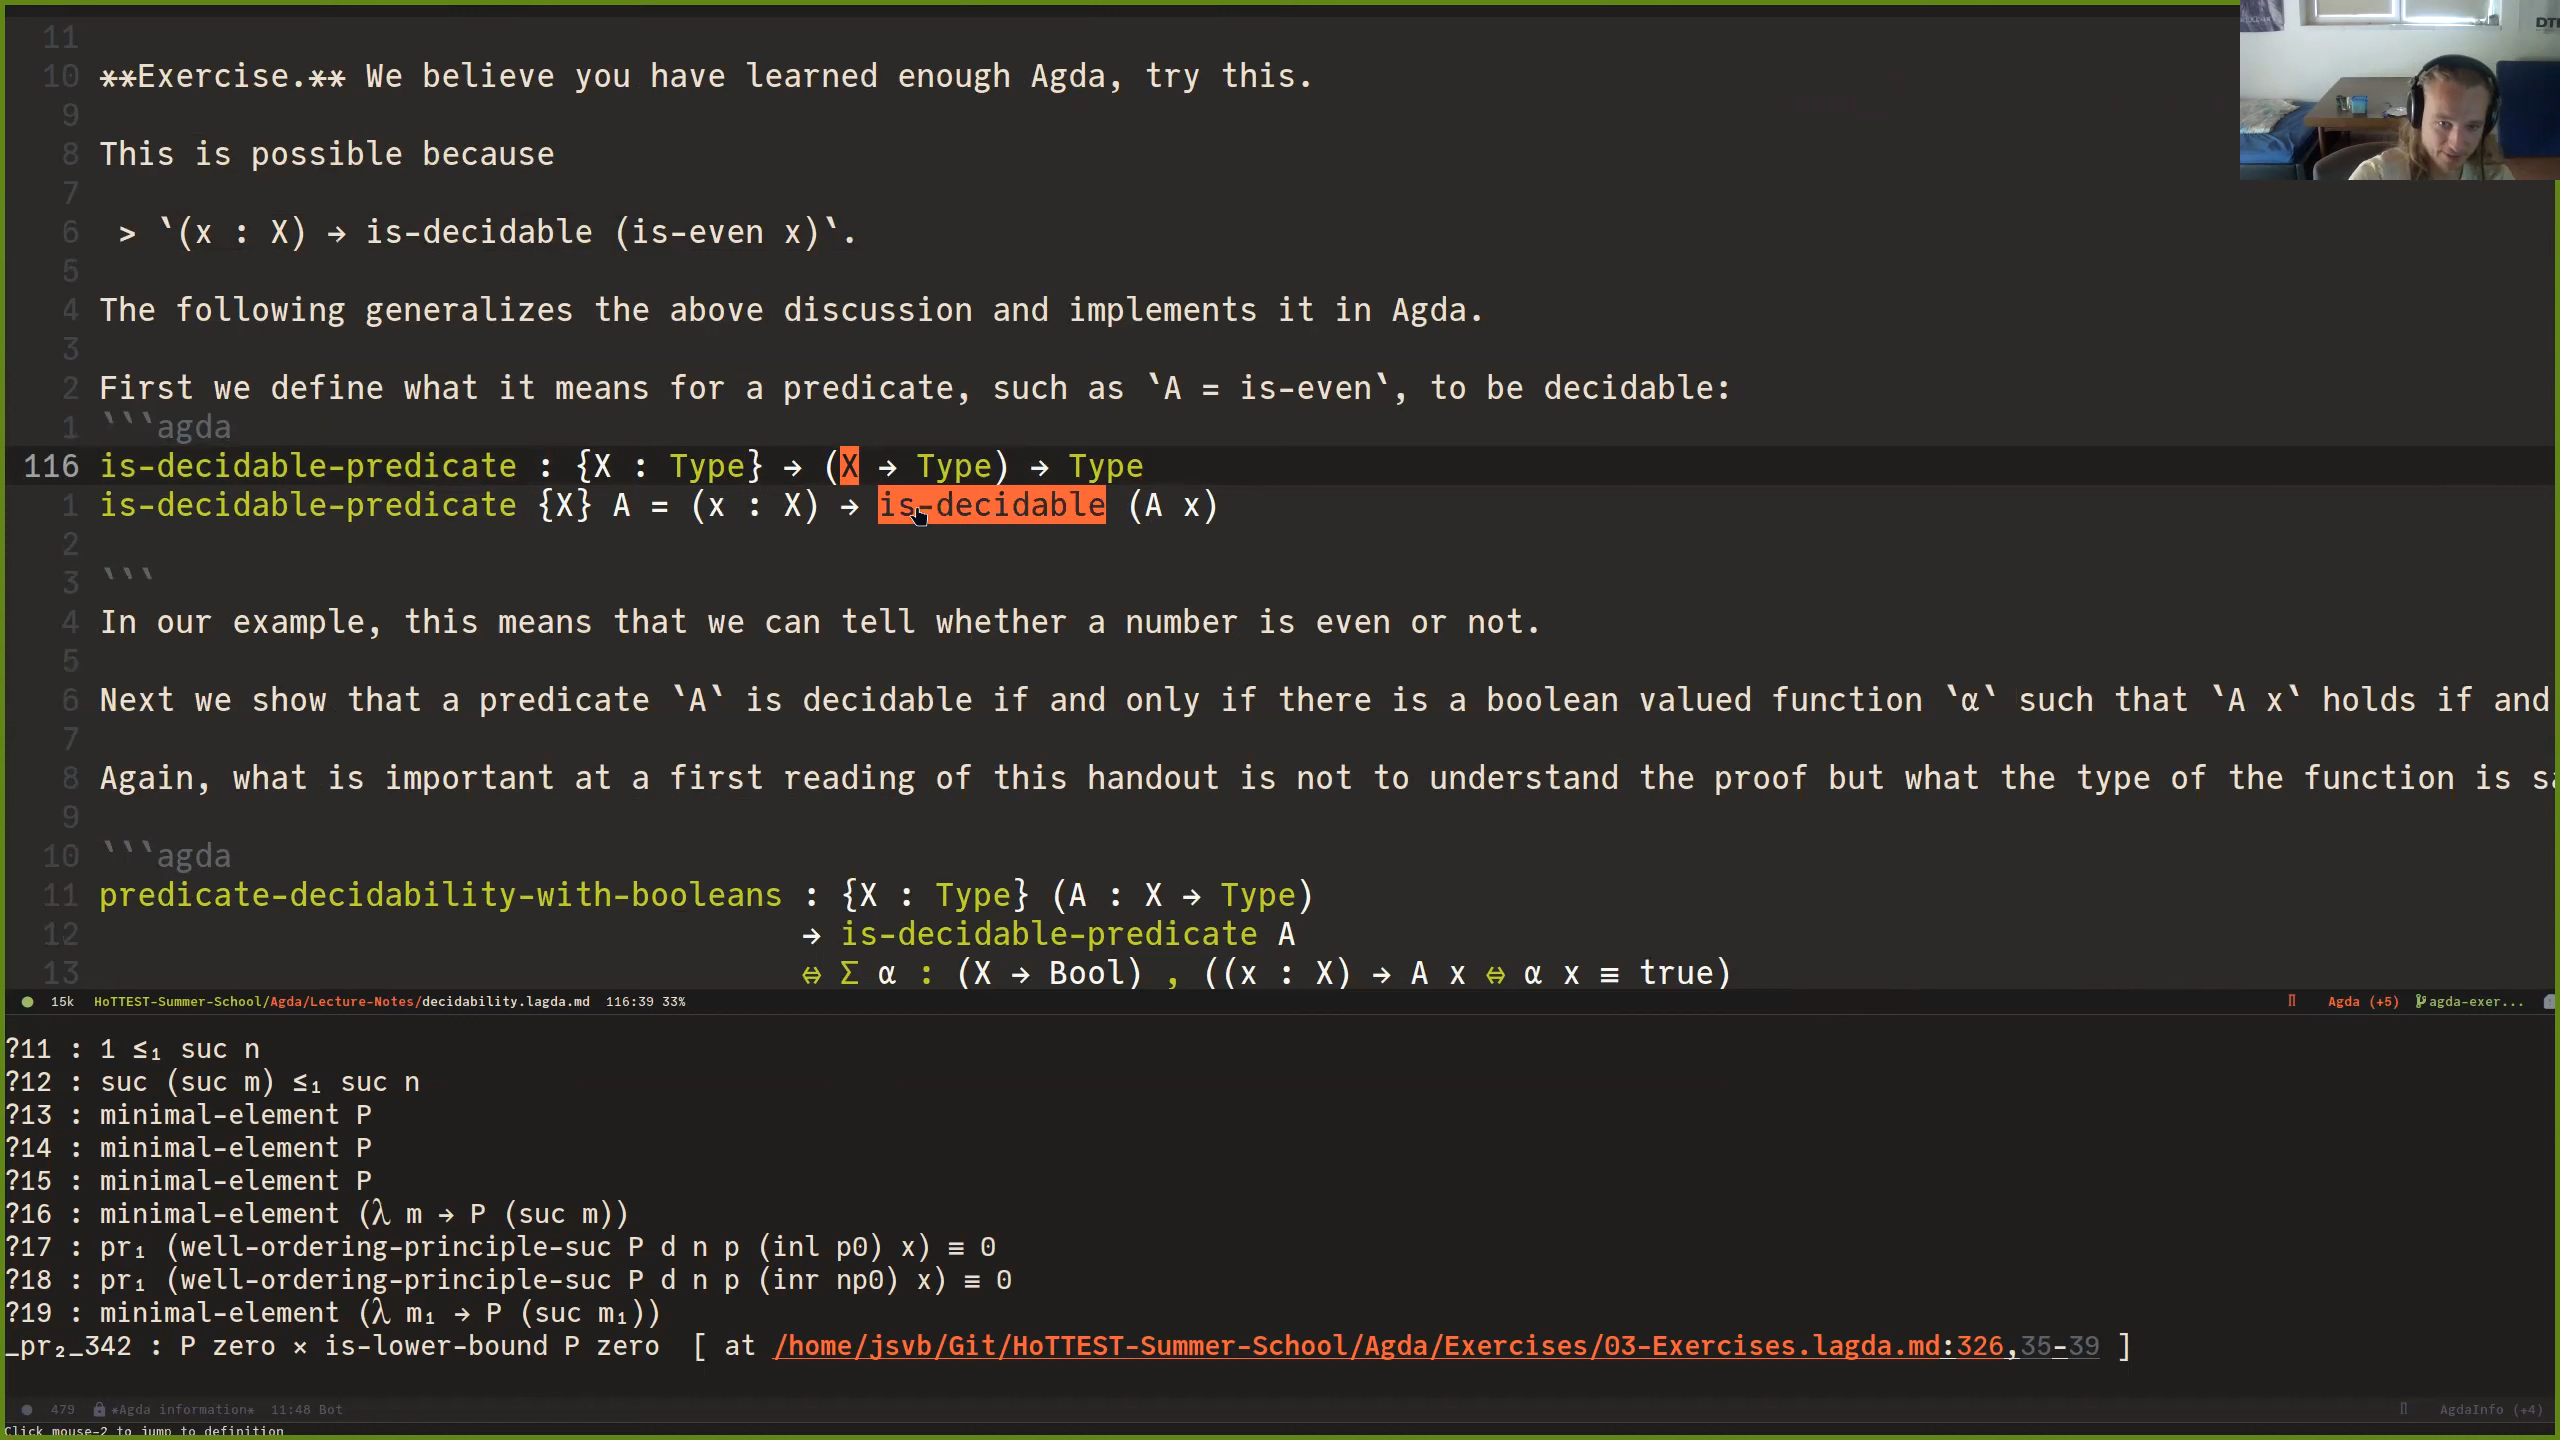 11
10 **Exercise.** We believe you have learned enough Agda, try this.
9
8 This is possible because
7
6  > `(x : X) → is-decidable (is-even x)`.
5
4 The following generalizes the above discussion and implements it in Agda.
3
2 First we define what it means for a predicate, such as `A = is-even`, to be decidable:
1 ```agda
116 is-decidable-predicate : {X : Type} → (X → Type) → Type
1 is-decidable-predicate {X} A = (x : X) → is-decidable (A x)
2
3 ```
4 In our example, this means that we can tell whether a number is even or not.
5
6 Next we show that a predicate `A` is decidable if and only if there is a boolean valued function `α` such that `A x` holds if and
7
8 Again, what is important at a first reading of this handout is not to understand the proof but what the type of the function is sa
9
10 ```agda
11 predicate-decidability-with-booleans : {X : Type} (A : X → Type)
12 → is-decidable-predicate A
13 ⇔ Σ α : (X → Bool) , ((x : X) → A x ⇔ α x ≡ true)
15k HoTTEST-Summer-School/Agda/Lecture-Notes/decidability.lagda.md 116:39 33% Agda (+5) agda-exer...
?11 : 1 ≤₁ suc n
?12 : suc (suc m) ≤₁ suc n
?13 : minimal-element P
?14 : minimal-element P
?15 : minimal-element P
?16 : minimal-element (λ m → P (suc m))
?17 : pr₁ (well-ordering-principle-suc P d n p (inl p0) x) ≡ 0
?18 : pr₁ (well-ordering-principle-suc P d n p (inr np0) x) ≡ 0
?19 : minimal-element (λ m₁ → P (suc m₁))
_pr₂_342 : P zero × is-lower-bound P zero  [ at /home/jsvb/Git/HoTTEST-Summer-School/Agda/Exercises/03-Exercises.lagda.md:326,35-39 ]
479 *Agda information* 11:48 Bot AgdaInfo (+4)
Click mouse-2 to jump to definition